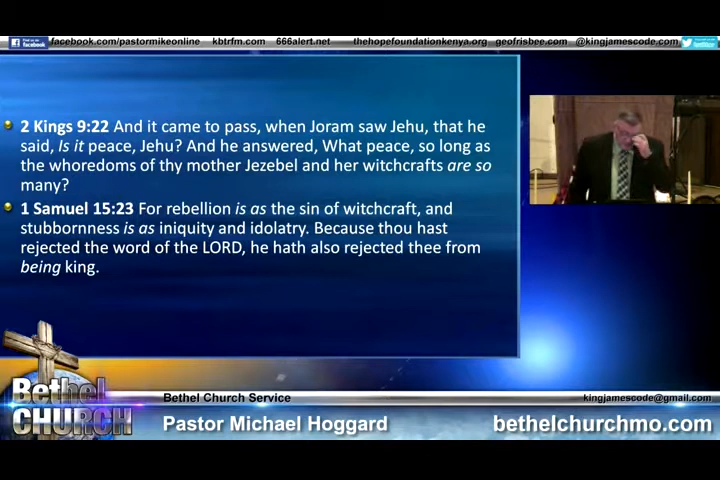 Find us on facebook
facebook.com/pastormikeonline kbtrfm.com 666alert.net thehopefoundationkenya.org geofrisbee.com @kingjamescode.com
2 Kings 9:22 And it came to pass, when Joram saw Jehu, that he
said, Is it peace, Jehu? And he answered, What peace, so long as
the whoredoms of thy mother Jezebel and her witchcrafts are so
many?
1 Samuel 15:23 For rebellion is as the sin of witchcraft, and
stubbornness is as iniquity and idolatry. Because thou hast
rejected the word of the LORD, he hath also rejected thee from
being king.
Bethel
CHURCH
Bethel Church Service kingjamescode@gmail.com
Pastor Michael Hoggard bethelchurchmo.com